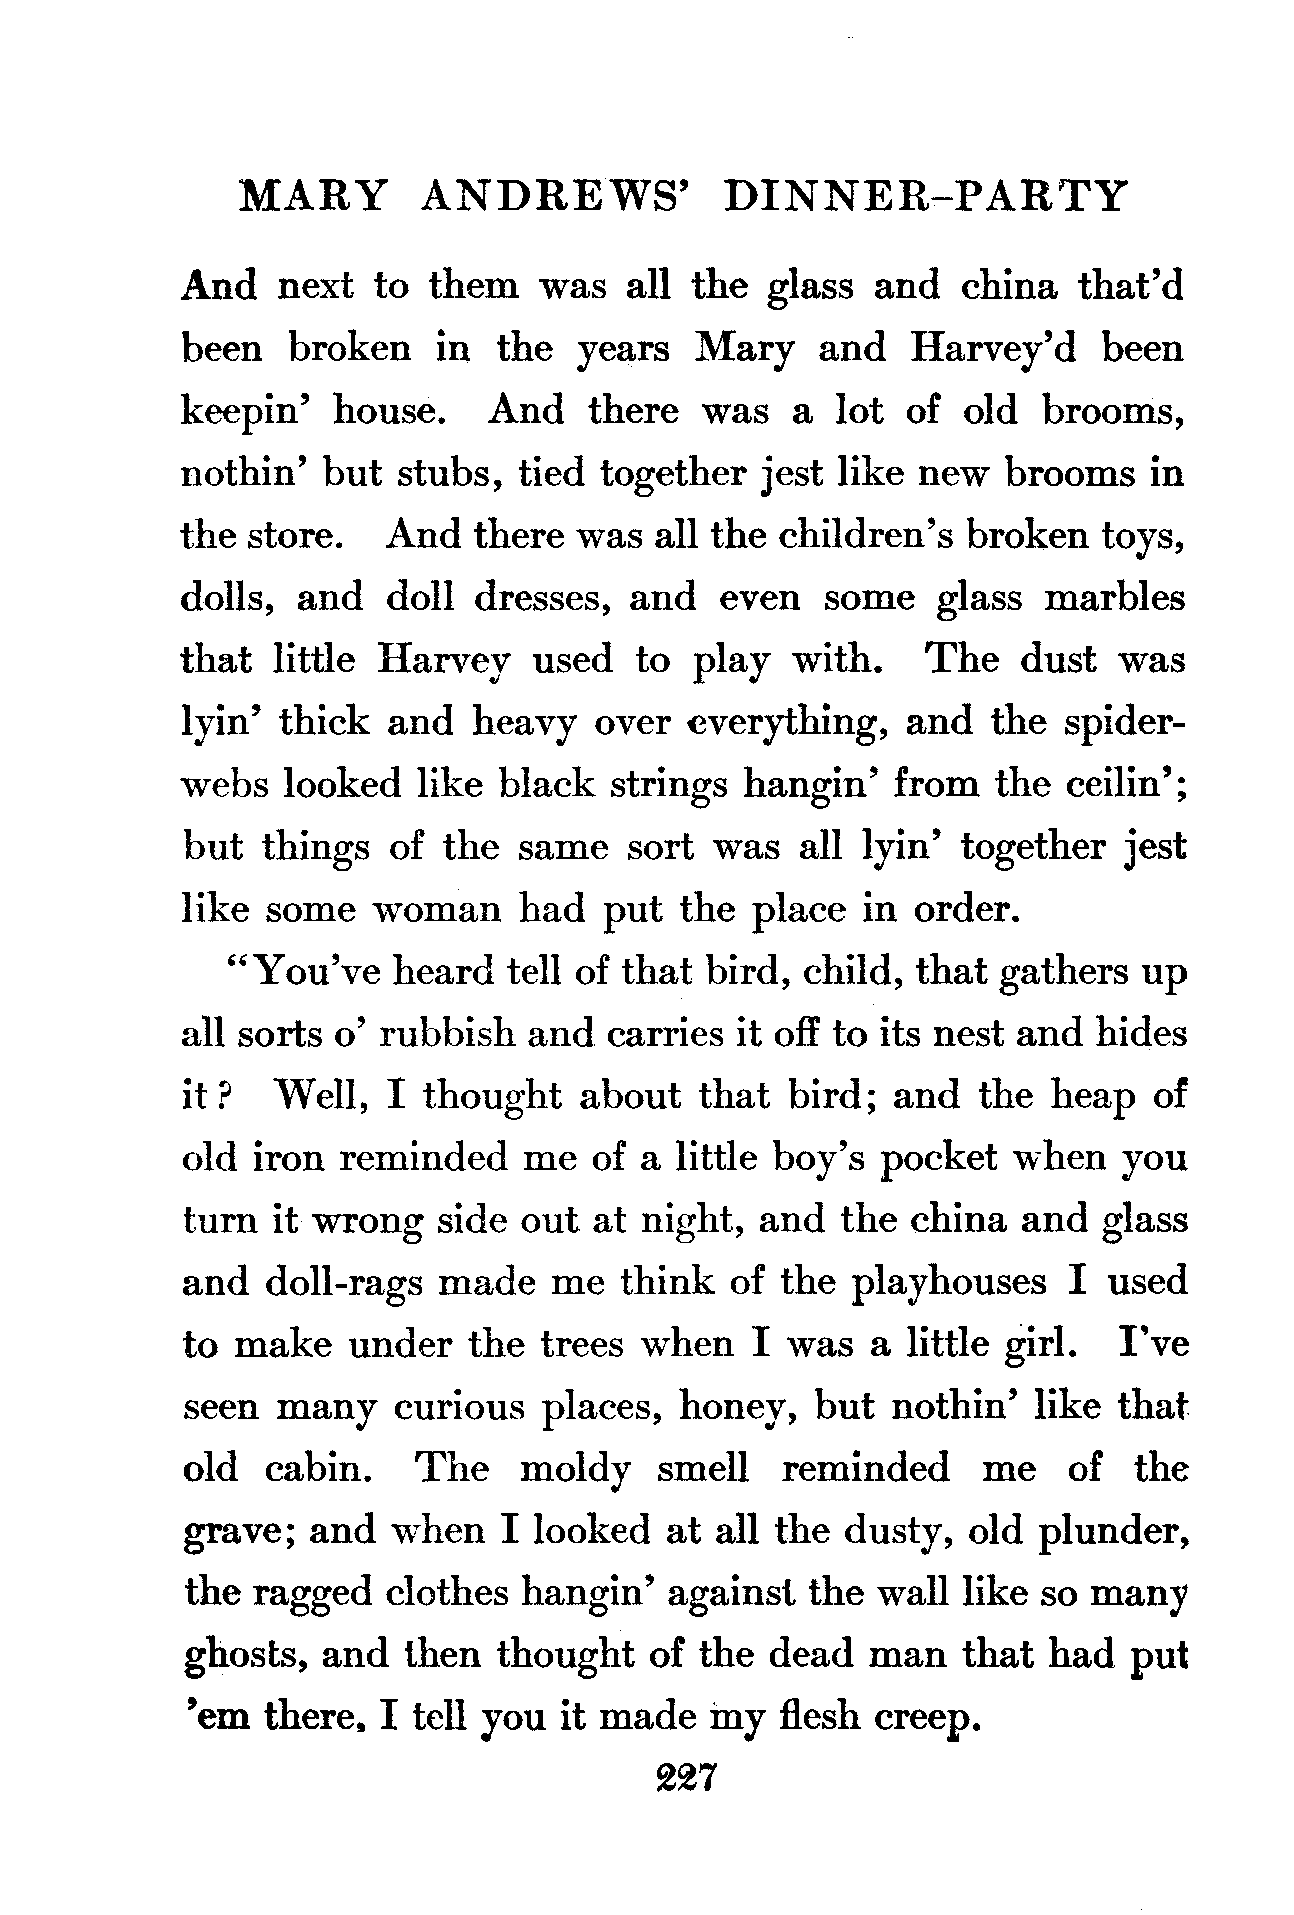 MARY ANDREWS’ DINNER–PARTY
And next to them was all the glass and china that’d
been broken in the years Mary and Harvey’d been
keepin’ house. And there was a lot of old brooms,
nothin’ but stubs, tied together jest like new brooms in
the store. And there was all the children’s broken toys,
dolls, and doll dresses, and even some glass marbles
that little Harvey used to play with. The dust was
lyin’ thick and heavy over everything, and the spider-
webs looked like black strings hangin’ from the ceilin’;
but things of the same sort was all lyin’ together jest
like some woman had put the place in order.
“You’ve heard tell of that bird, child, that gathers up
all sorts o’ rubbish and carries it off to its nest and hides
it? Well, I thought about that bird; and the heap of
old iron reminded me of a little boy’s pocket when you
turn it wrong side out at night, and the china and glass
and doll-rags made me think of the playhouses I used
to make under the trees when I was a little girl. I’ve
seen many curious places, honey, but nothin’ like that
old cabin. The moldy smell reminded me of the
grave; and when I looked at all the dusty, old plunder,
the ragged clothes hangin’ against the wall like so many
ghosts, and then thought of the dead man that had put
’em there, I tell you it made my flesh creep.
227